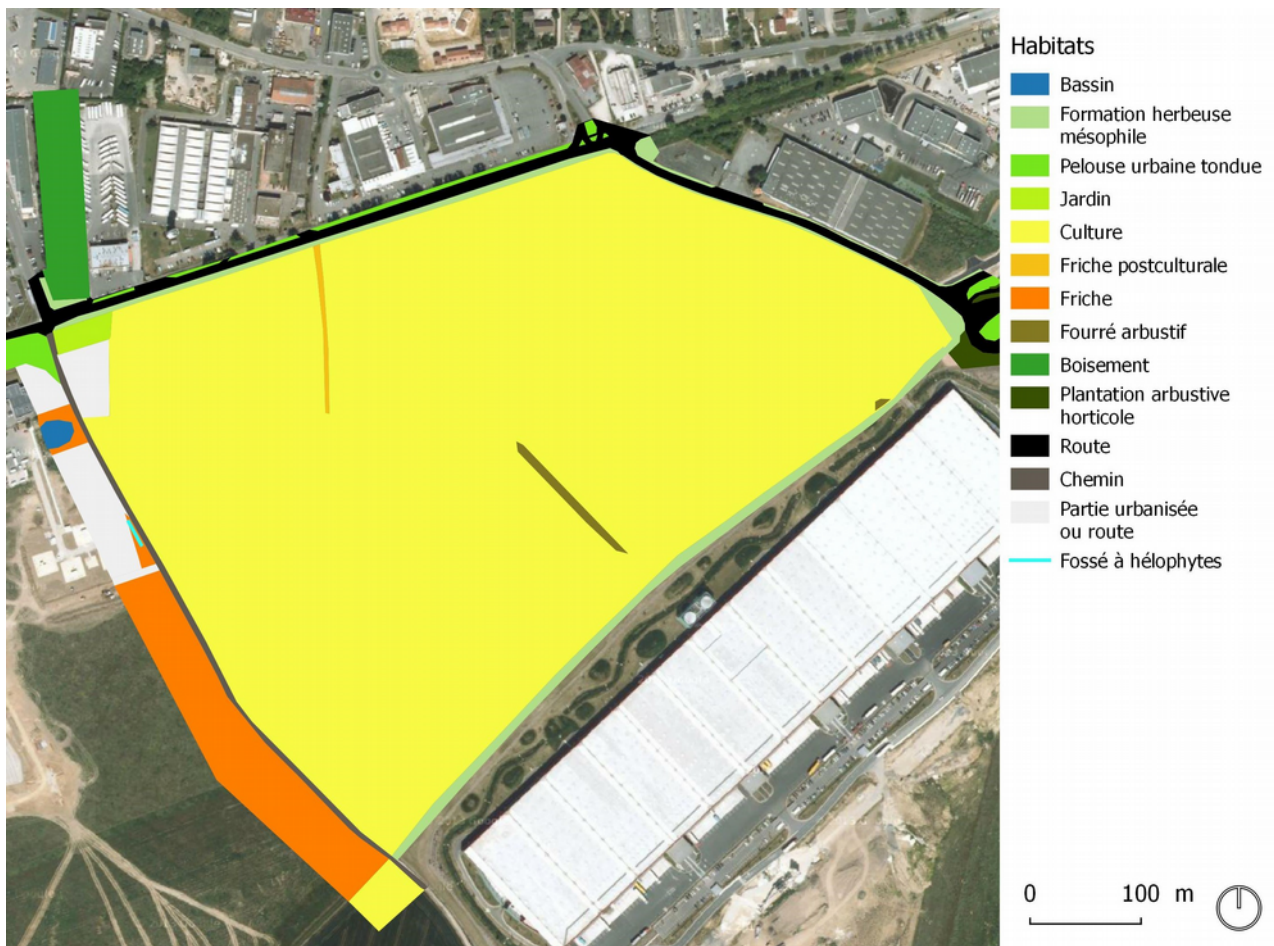 Habitats
Bassin
Formation herbeuse
mésophile
Pelouse urbaine tondue
Jardin
Culture
Friche postculturale
Friche
Fourré arbustif
Boisement
Plantation arbustive
horticole
Route
Chemin
Partie urbanisée
ou route
Fossé à hélophytes
0 100 m